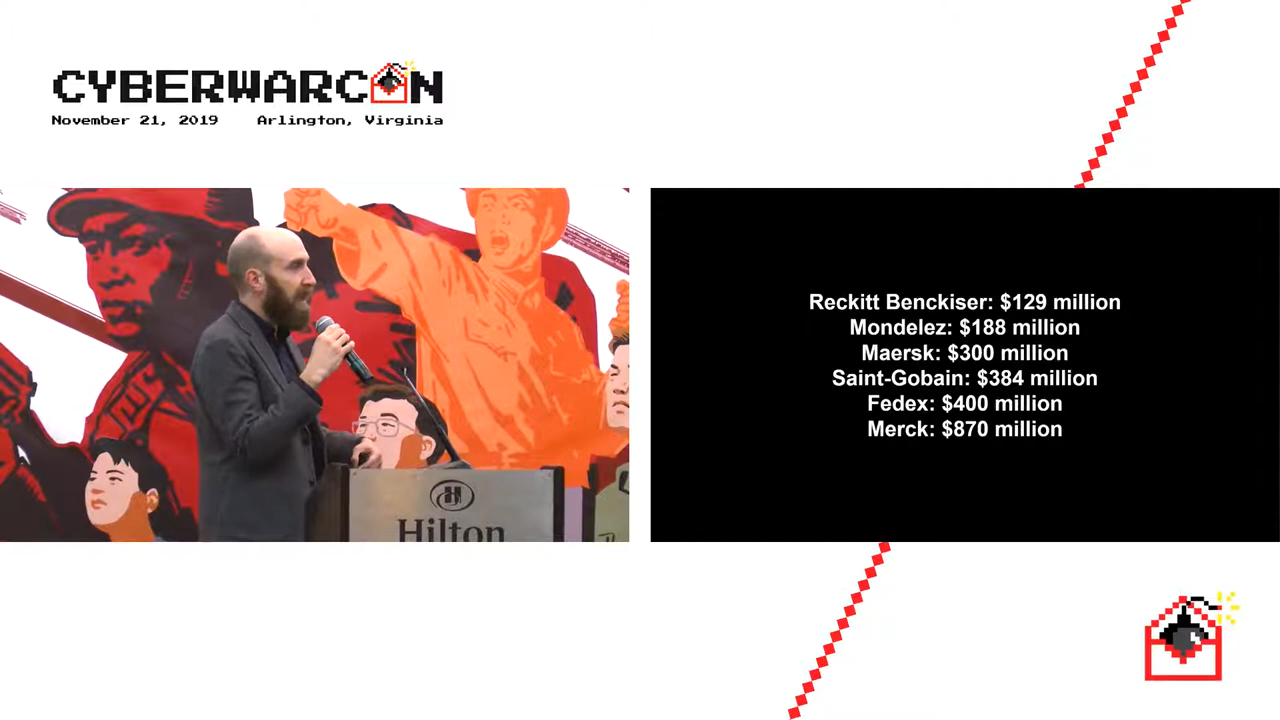 CYBERWARCON
November 21, 2019 Arlington, Virginia
Reckitt Benckiser: $129 million
Mondelez: $188 million
Maersk: $300 million
Saint-Gobain: $384 million
Fedex: $400 million
Merck: $870 million
H
Hilton